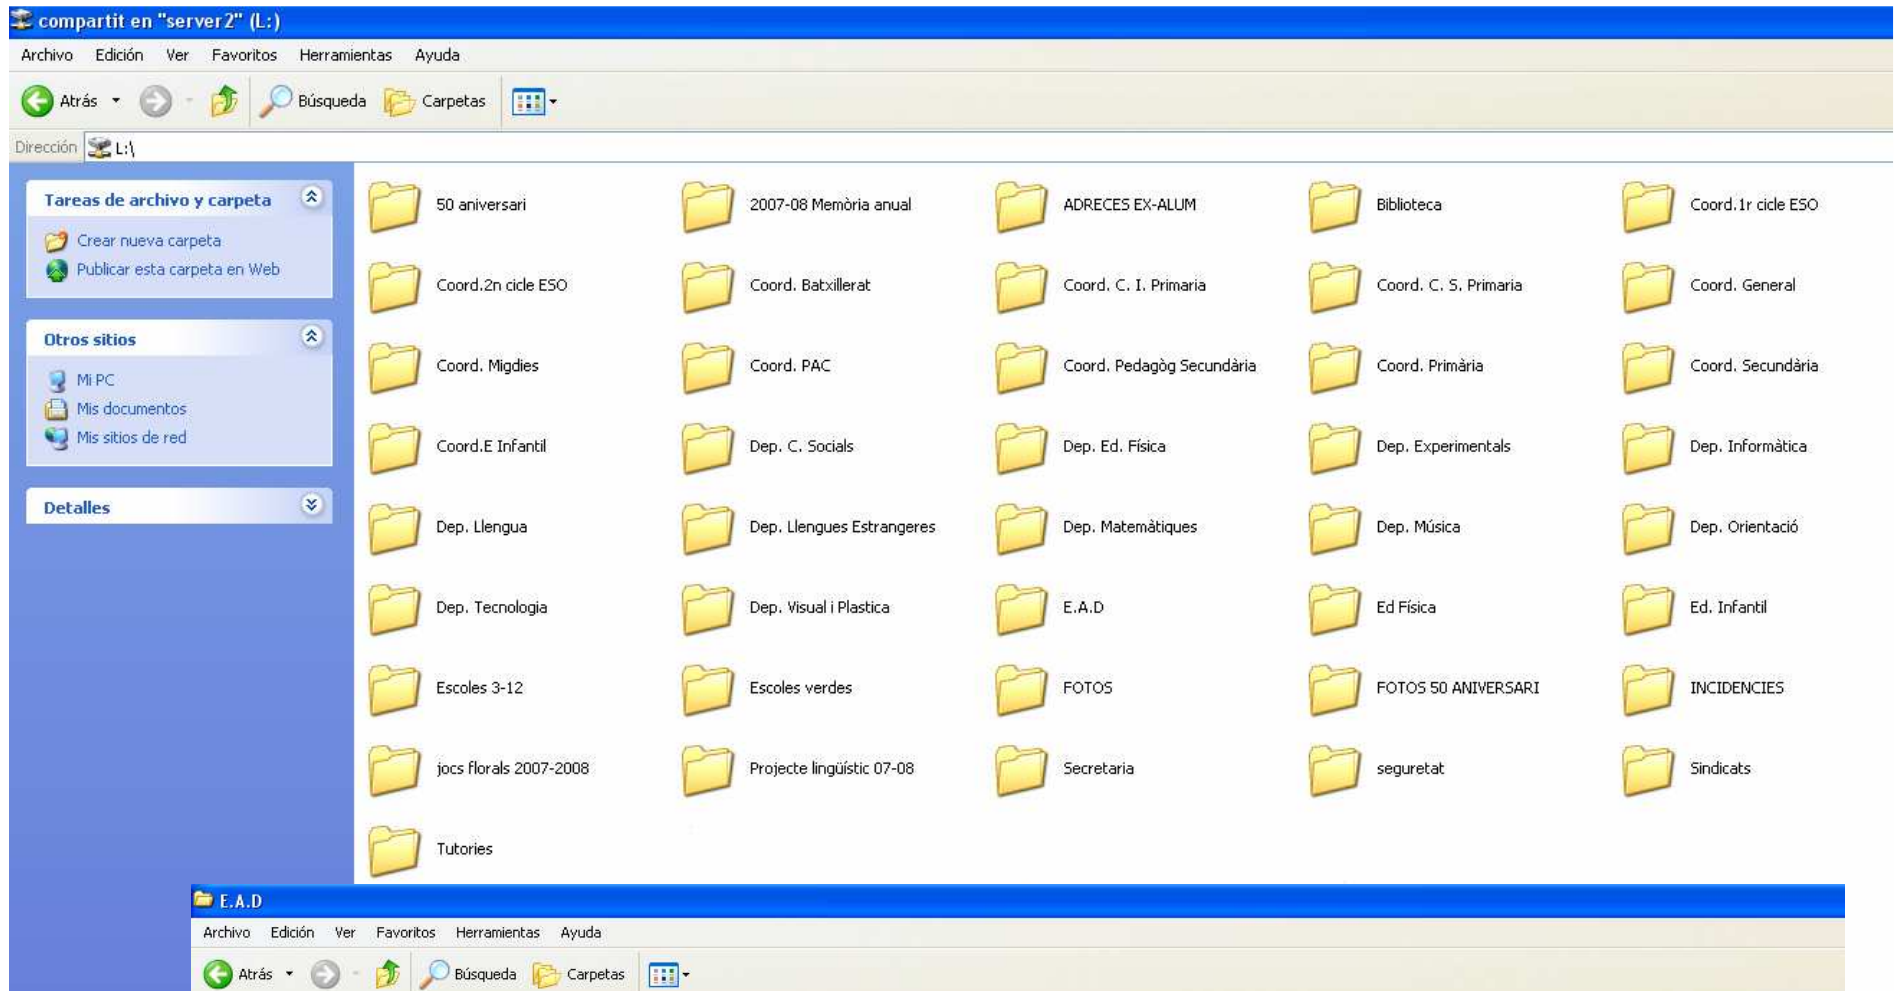 compartit en "server2" (L:)
Archivo Edición Ver Favoritos Herramientas Ayuda
Atrás Búsqueda Carpetas
Dirección L:\
Tareas de archivo y carpeta
Crear nueva carpeta
Publicar esta carpeta en Web
Otros sitios
Mi PC
Mis documentos
Mis sitios de red
Detalles
50 aniversari 2007-08 Memòria anual ADRECES EX-ALUM Biblioteca Coord.1r cicle ESO
Coord.2n cicle ESO Coord. Batxillerat Coord. C. I. Primaria Coord. C. S. Primaria Coord. General
Coord. Migdies Coord. PAC Coord. Pedagòg Secundària Coord. Primària Coord. Secundària
Coord.E Infantil Dep. C. Socials Dep. Ed. Física Dep. Experimentals Dep. Informàtica
Dep. Llengua Dep. Llengues Estrangeres Dep. Matemàtiques Dep. Música Dep. Orientació
Dep. Tecnologia Dep. Visual i Plastica E.A.D Ed Física Ed. Infantil
Escoles 3-12 Escoles verdes FOTOS FOTOS 50 ANIVERSARI INCIDENCIES
jocs florals 2007-2008 Projecte lingüístic 07-08 Secretaria seguretat Sindicats
Tutories
E.A.D
Archivo Edición Ver Favoritos Herramientas Ayuda
Atrás Búsqueda Carpetas